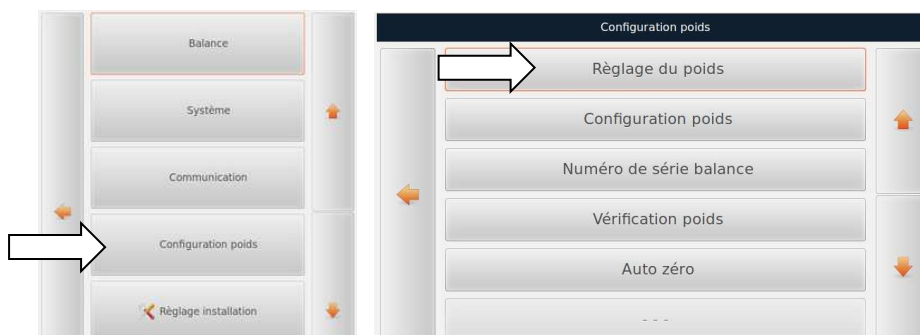 Balance
Système
Communication
Configuration poids
Règlage installation
Configuration poids
Règlage du poids
Configuration poids
Numéro de série balance
Vérification poids
Auto zéro
- - -